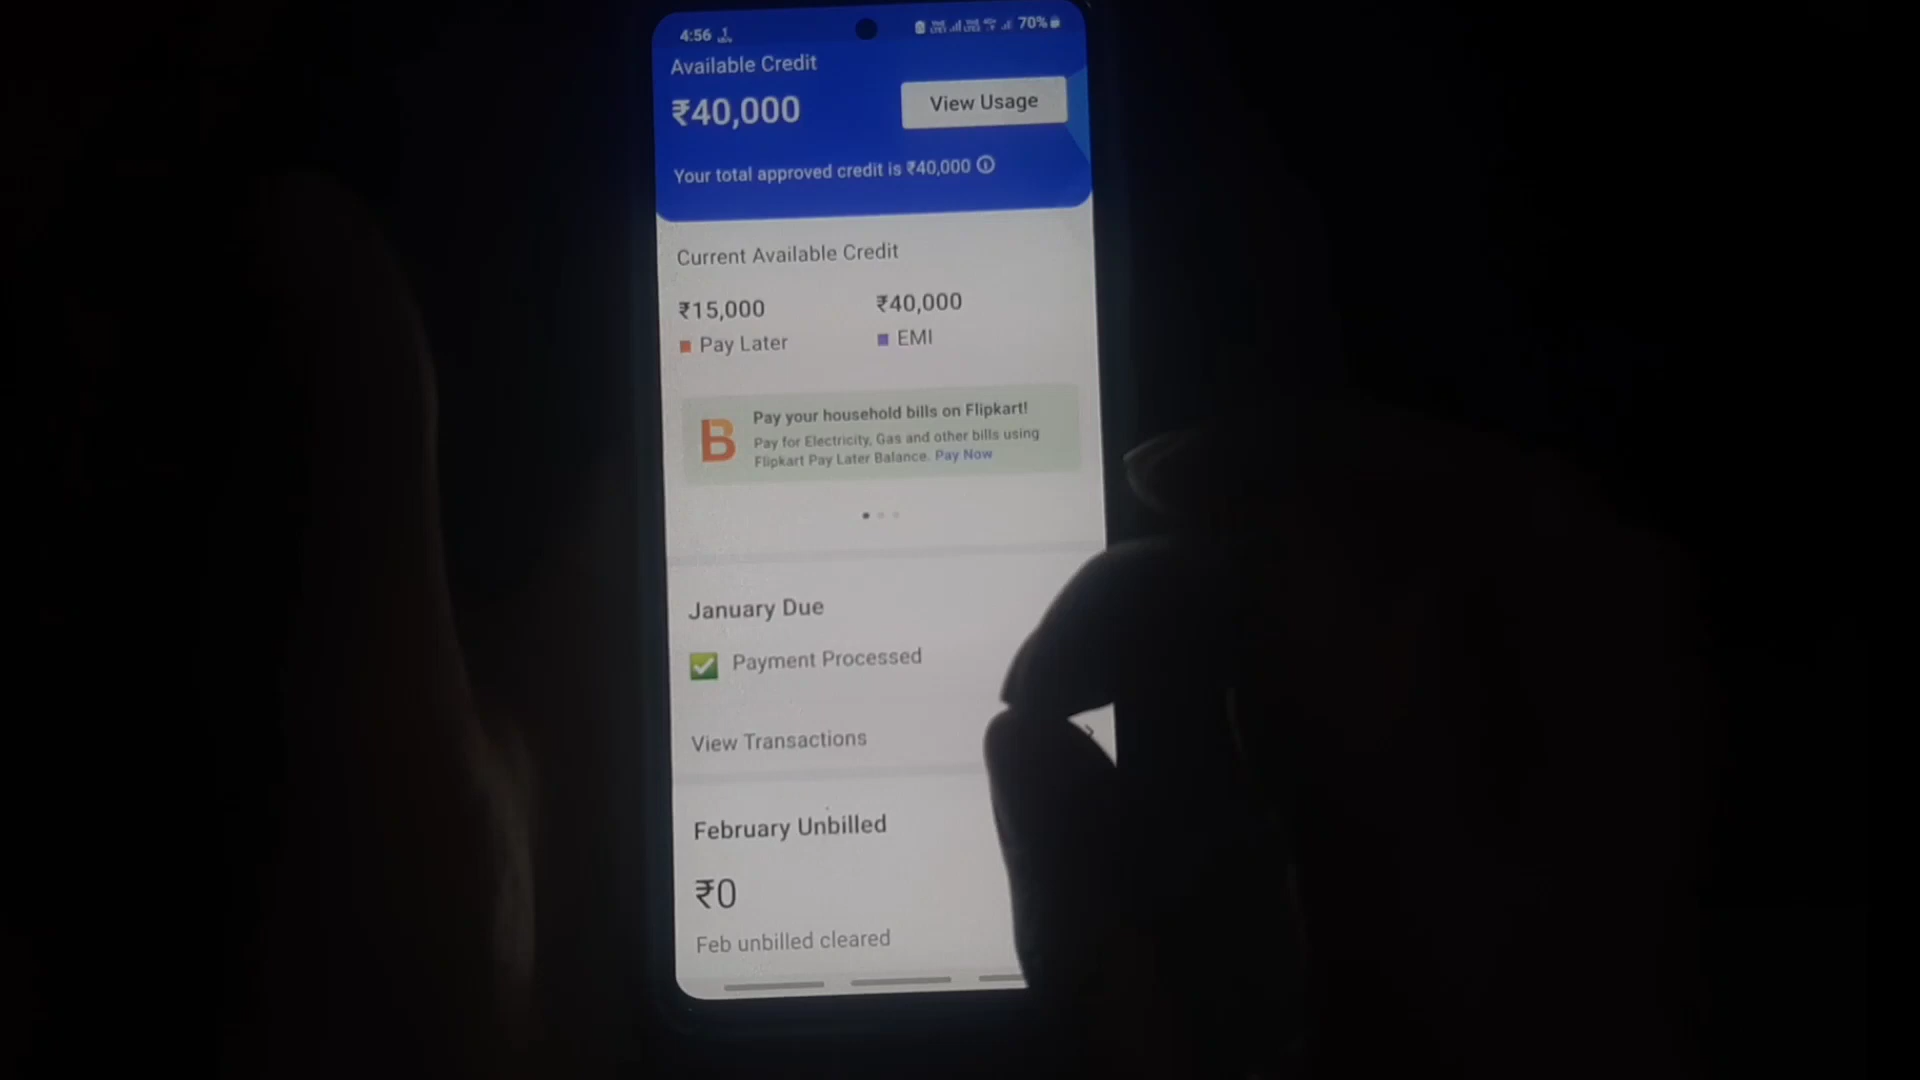 4:56
70%
Available Credit
₹40,000
View Usage
Your total approved credit is ₹40,000
Current Available Credit
₹15,000
₹40,000
Pay Later
EMI
B
Pay your household bills on Flipkart!
Pay for Electricity, Gas and other bills using
Flipkart Pay Later Balance. Pay Now
January Due
Payment Processed
View Transactions
February Unbilled
₹0
Feb unbilled cleared